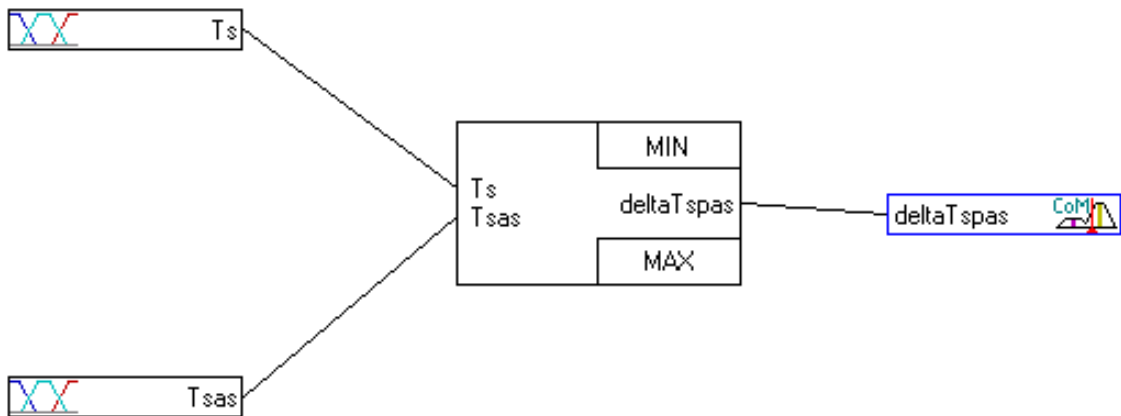 Ts
MIN
Ts
Tsas
deltaTspas
deltaTspas
CoM
MAX
Tsas